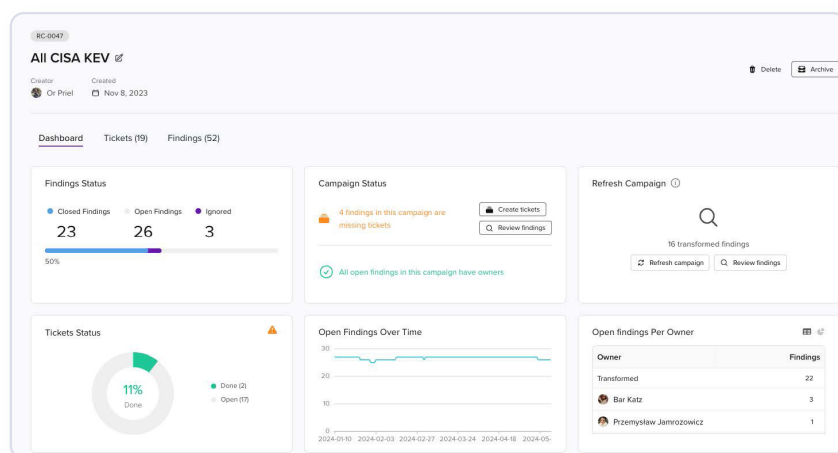 RC-0047
All CISA KEV
Delete
Archive
Creator
Created
Or Priel
Nov 8, 2023
Dashboard
Tickets (19)
Findings (52)
Findings Status
Closed Findings
Open Findings
Ignored
23
26
3
50%
Campaign Status
4 findings in this campaign are
missing tickets
Create tickets
Review findings
All open findings in this campaign have owners
Refresh Campaign
16 transformed findings
Refresh campaign
Review findings
Tickets Status
11%
Done
Done (2)
Open (17)
Open Findings Over Time
30
20
10
0
2024-01-10 2024-02-03 2024-02-27 2024-03-24 2024-04-18 2024-05-
Open findings Per Owner
Owner Findings
Transformed 22
Bar Katz 3
Przemysław Jamrozowicz 1